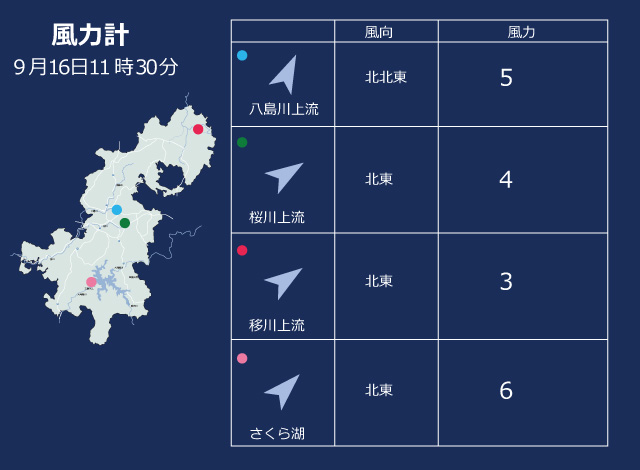 風力計
9月16日11時30分
風向 風力
北北東 5
八島川上流
北東 4
桜川上流
北東 3
移川上流
北東 6
さくら湖